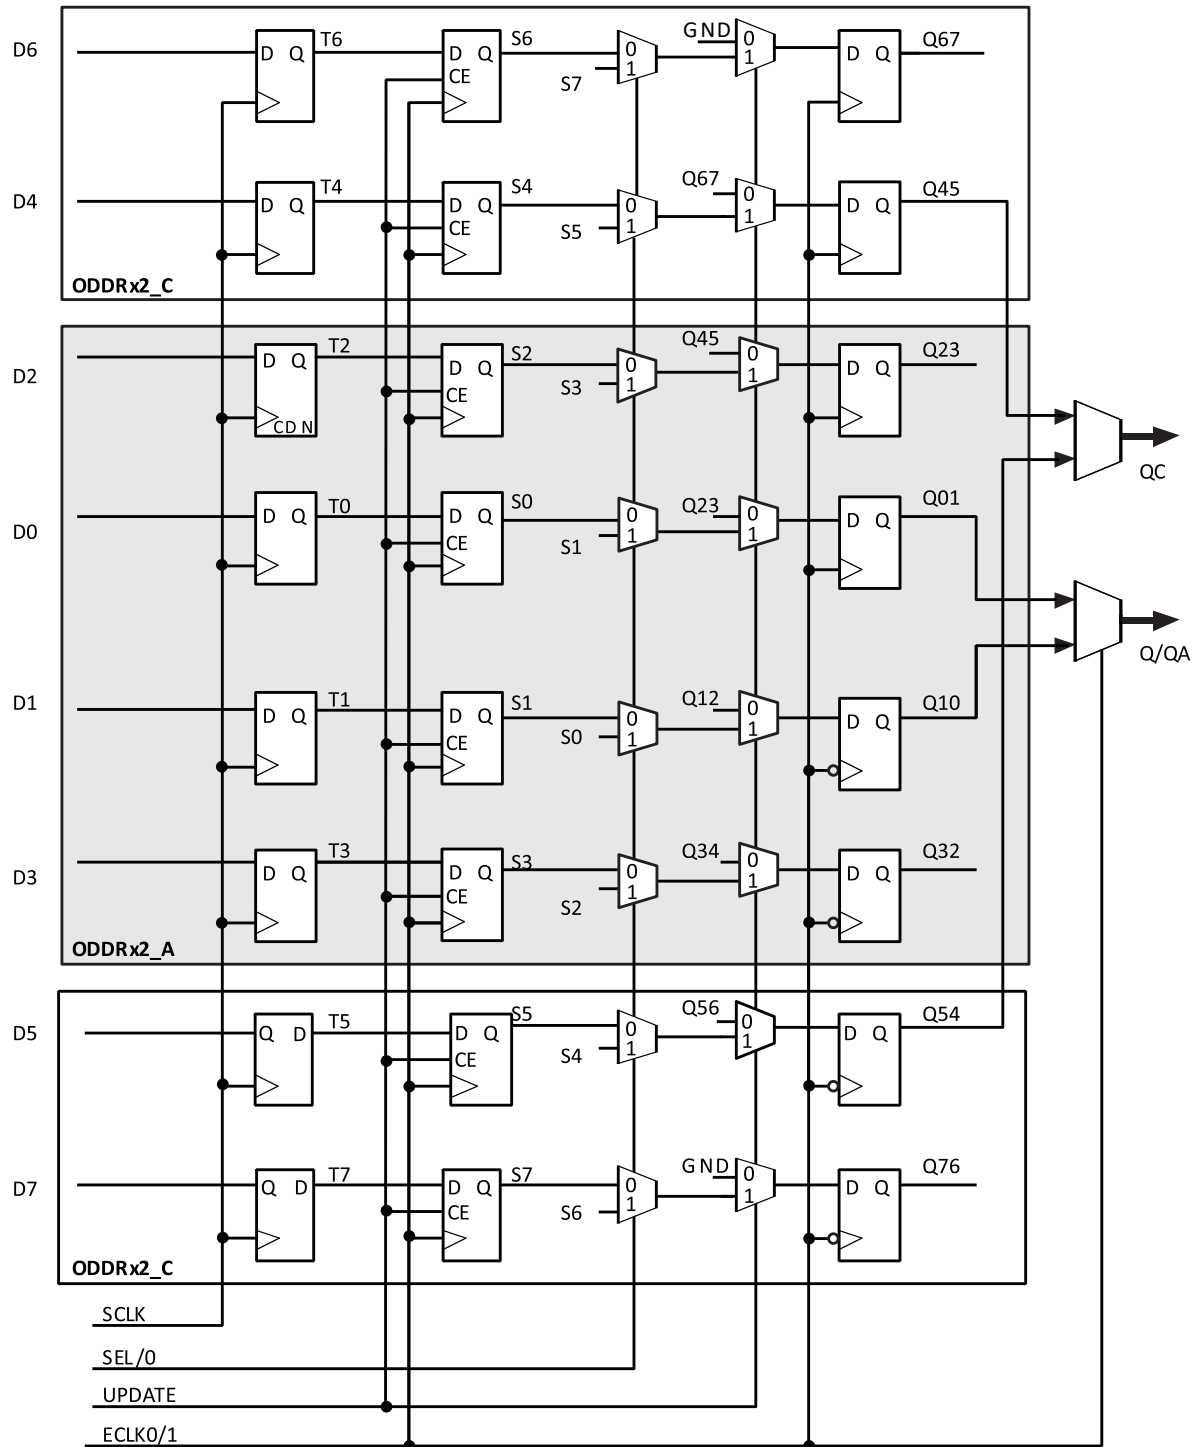 D6 D Q T6 D Q S6 0 GND 0 D Q Q67
CE S7 1 1
D4 D Q T4 D Q S4 0 Q67 0 D Q Q45
CE S5 1 1
ODDRx2_C
D2 D Q T2 D Q S2 0 Q45 0 D Q Q23
CDN CE S3 1 1
QC
D0 D Q T0 D Q S0 0 Q23 0 D Q Q01
CE S1 1 1
Q/QA
D1 D Q T1 D Q S1 0 Q12 0 D Q Q10
CE S0 1 1
D3 D Q T3 D Q S3 0 Q34 0 D Q Q32
CE S2 1 1
ODDRx2_A
D5 Q D T5 D Q S5 0 Q56 0 D Q Q54
CE S4 1 1
D7 Q D T7 D Q S7 0 GND 0 D Q Q76
CE S6 1 1
ODDRx2_C
SCLK
SEL/0
UPDATE
ECLK0/1